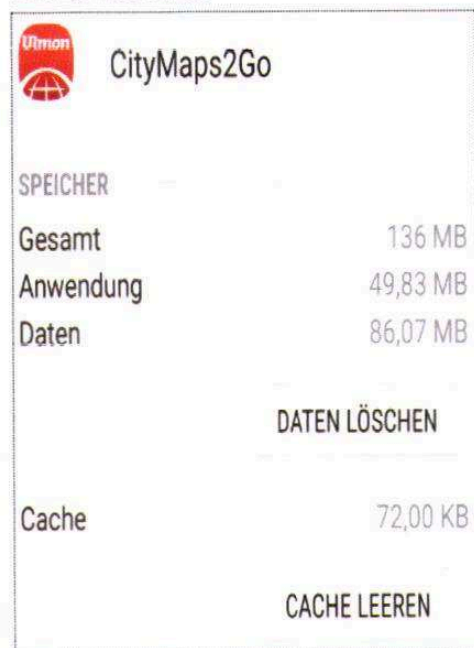 Ulmon
CityMaps2Go
SPEICHER
Gesamt 136 MB
Anwendung 49,83 MB
Daten 86,07 MB
DATEN LÖSCHEN
Cache 72,00 KB
CACHE LEEREN